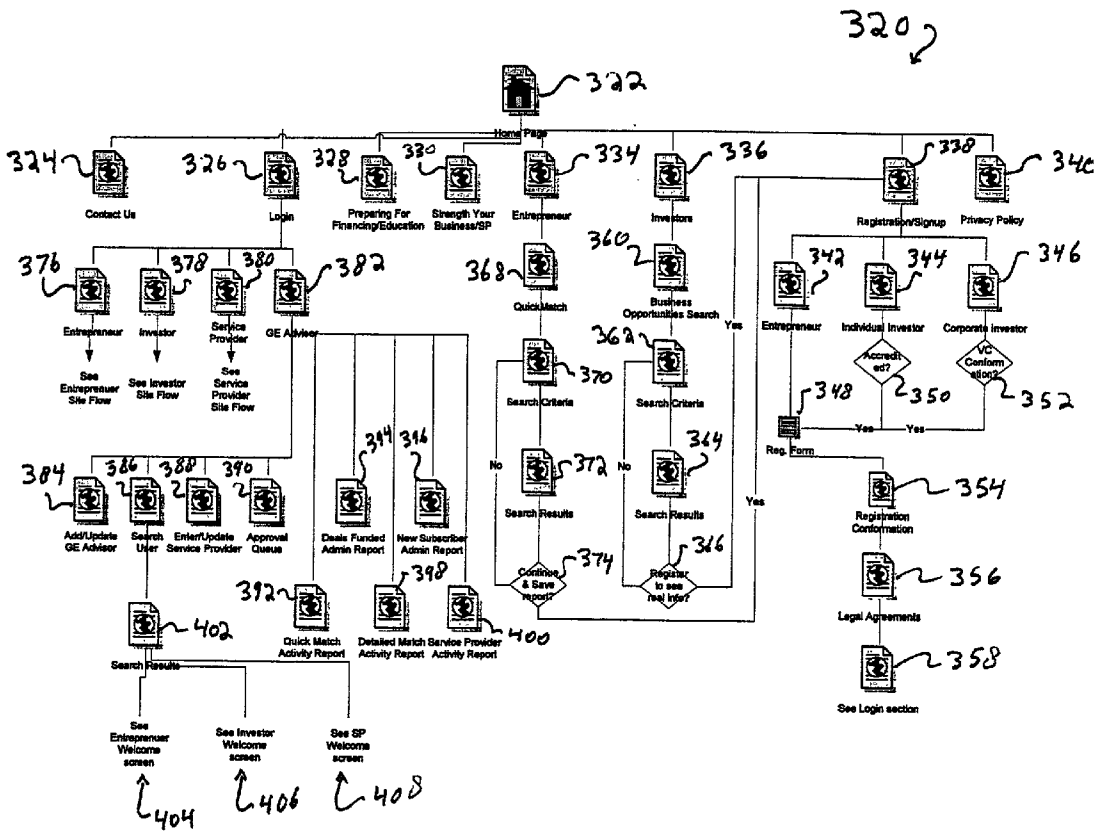 320
322
Home Page
324
326
328
330
334
336
338
340
Contact Us
Login
Preparing For
Financing/Education
Strength Your
Business/SP
Entrepreneur
Investors
Registration/Signup
Privacy Policy
376
378
380
382
368
360
342
344
346
Entrepreneur
Investor
Service
Provider
GE Advisor
QuickMatch
Business
Opportunities Search
Yes
Entrepreneur
Individual Investor
Corporate Investor
See
Entreprenuer
Site Flow
See Investor
Site Flow
See
Service
Provider
Site Flow
370
362
Accredit
ed?
350
VC
Conform
ation?
352
Search Criteria
Search Criteria
348
Yes
Yes
Reg. Form
384
386
388
390
394
396
No
372
No
364
354
Add/Update
GE Advisor
Search
User
Enter/Update
Service Provider
Approval
Queue
Deals Funded
Admin Report
New Subscriber
Admin Report
Search Results
Search Results
Yes
Registration
Conformation
374
366
Continue
& Save
report?
Register
to see
real info?
356
Legal Agreements
392
398
400
Quick Match
Activity Report
Detailed Match
Activity Report
Service Provider
Activity Report
402
Search Results
358
See Login section
See
Entreprenuer
Welcome
screen
See Investor
Welcome
screen
See SP
Welcome
screen
404
406
408